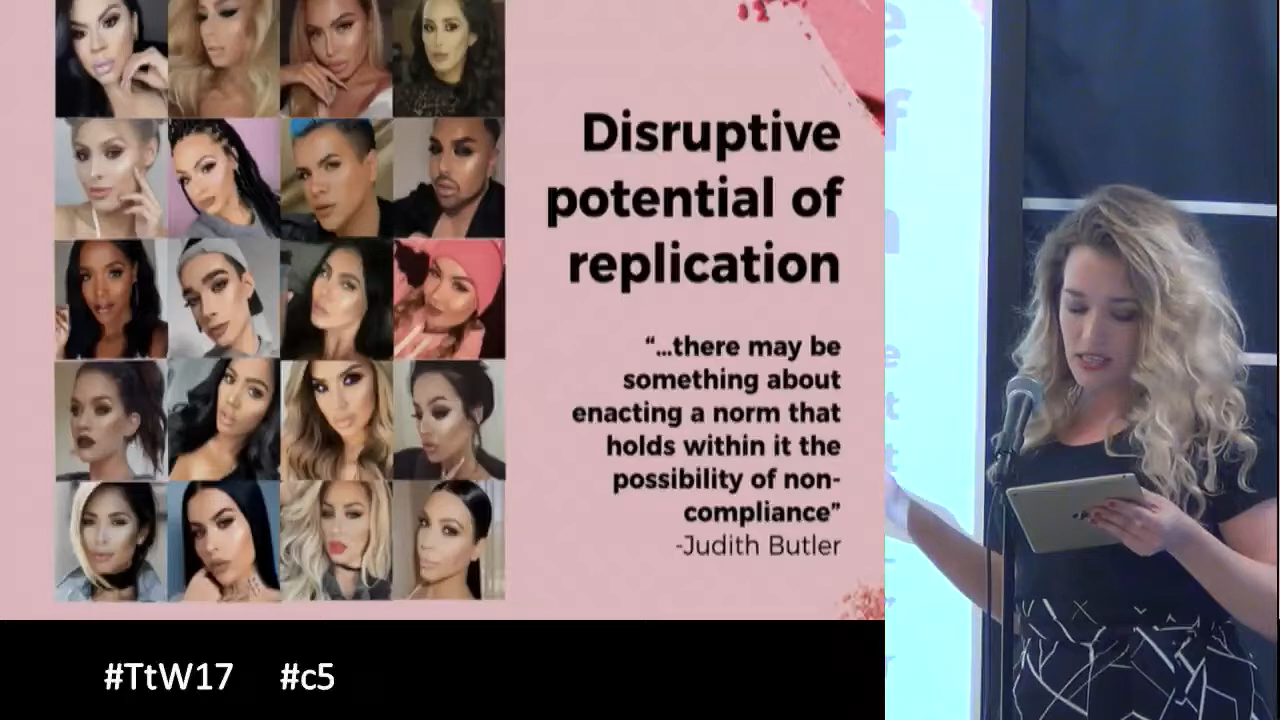 Disruptive
potential of
replication
“...there may be
something about
enacting a norm that
holds within it the
possibility of non-
compliance”
-Judith Butler
#TtW17 #c5